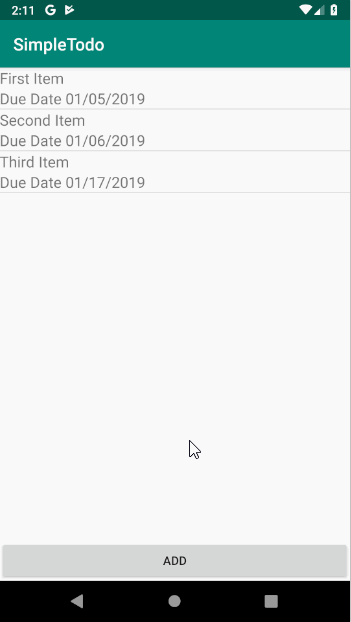 2:11 G
SimpleTodo
First Item
Due Date 01/05/2019
Second Item
Due Date 01/06/2019
Third Item
Due Date 01/17/2019
ADD